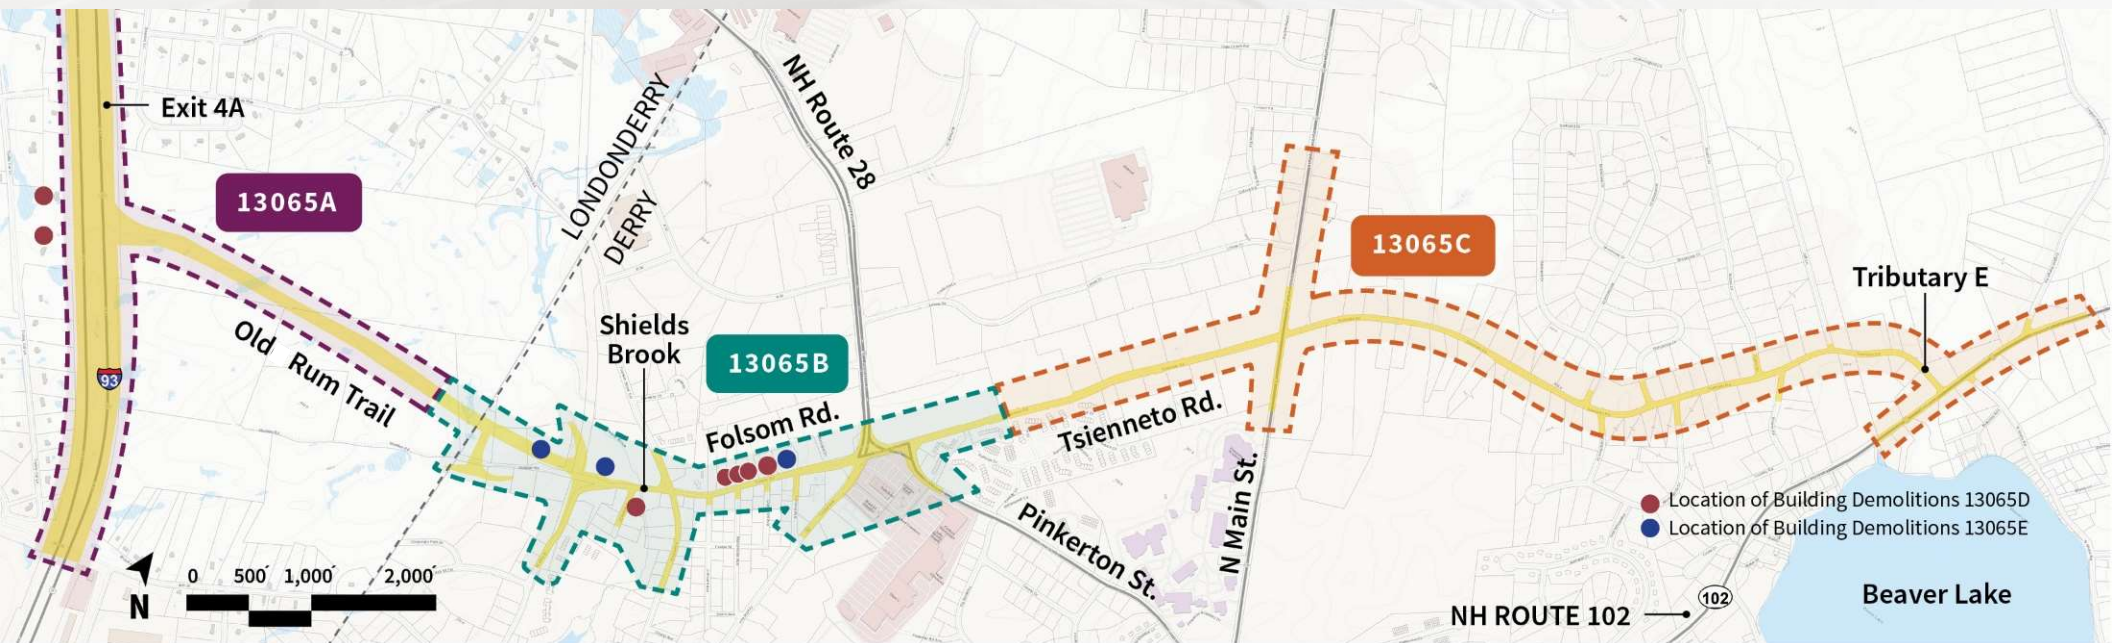 Exit 4A
13065A
93
Old Rum Trail
LONDONDERRY
DERRY
NH Route 28
Shields
Brook
13065B
Folsom Rd.
Tsienneto Rd.
13065C
Tributary E
Pinkerton St.
N Main St.
Location of Building Demolitions 13065D
Location of Building Demolitions 13065E
Beaver Lake
NH ROUTE 102
102
N
0 500' 1,000' 2,000'